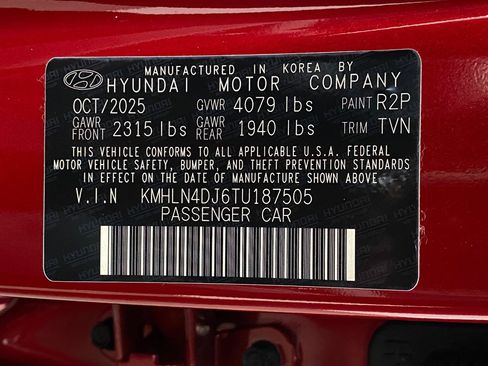 MANUFACTURED IN KOREA BY
HYUNDAI MOTOR COMPANY
OCT/2025 GVWR 4079 lbs PAINT R2P
GAWR FRONT 2315 lbs GAWR REAR 1940 lbs TRIM TVN
THIS VEHICLE CONFORMS TO ALL APPLICABLE U.S.A. FEDERAL
MOTOR VEHICLE SAFETY, BUMPER, AND THEFT PREVENTION STANDARDS
IN EFFECT ON THE DATE OF MANUFACTURE SHOWN ABOVE.
V.I.N KMHLN4DJ6TU187505
PASSENGER CAR